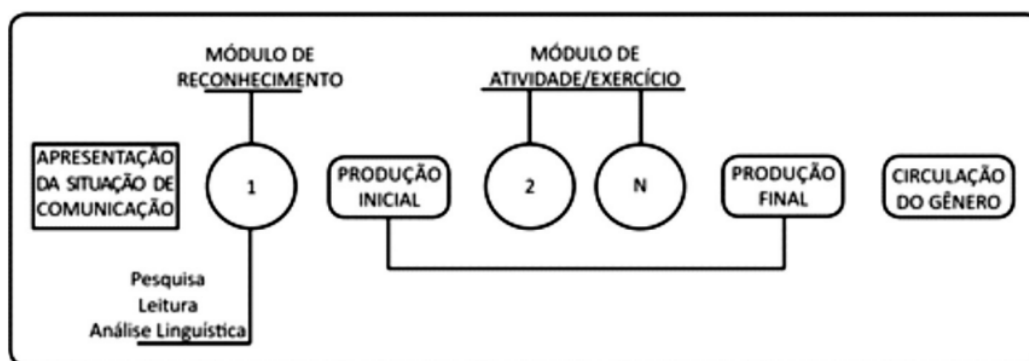 MÓDULO DE
RECONHECIMENTO
MÓDULO DE
ATIVIDADE/EXERCÍCIO
APRESENTAÇÃO
DA SITUAÇÃO DE
COMUNICAÇÃO
1
PRODUÇÃO
INICIAL
2
N
PRODUÇÃO
FINAL
CIRCULAÇÃO
DO GÊNERO
Pesquisa
Leitura
Análise Linguística